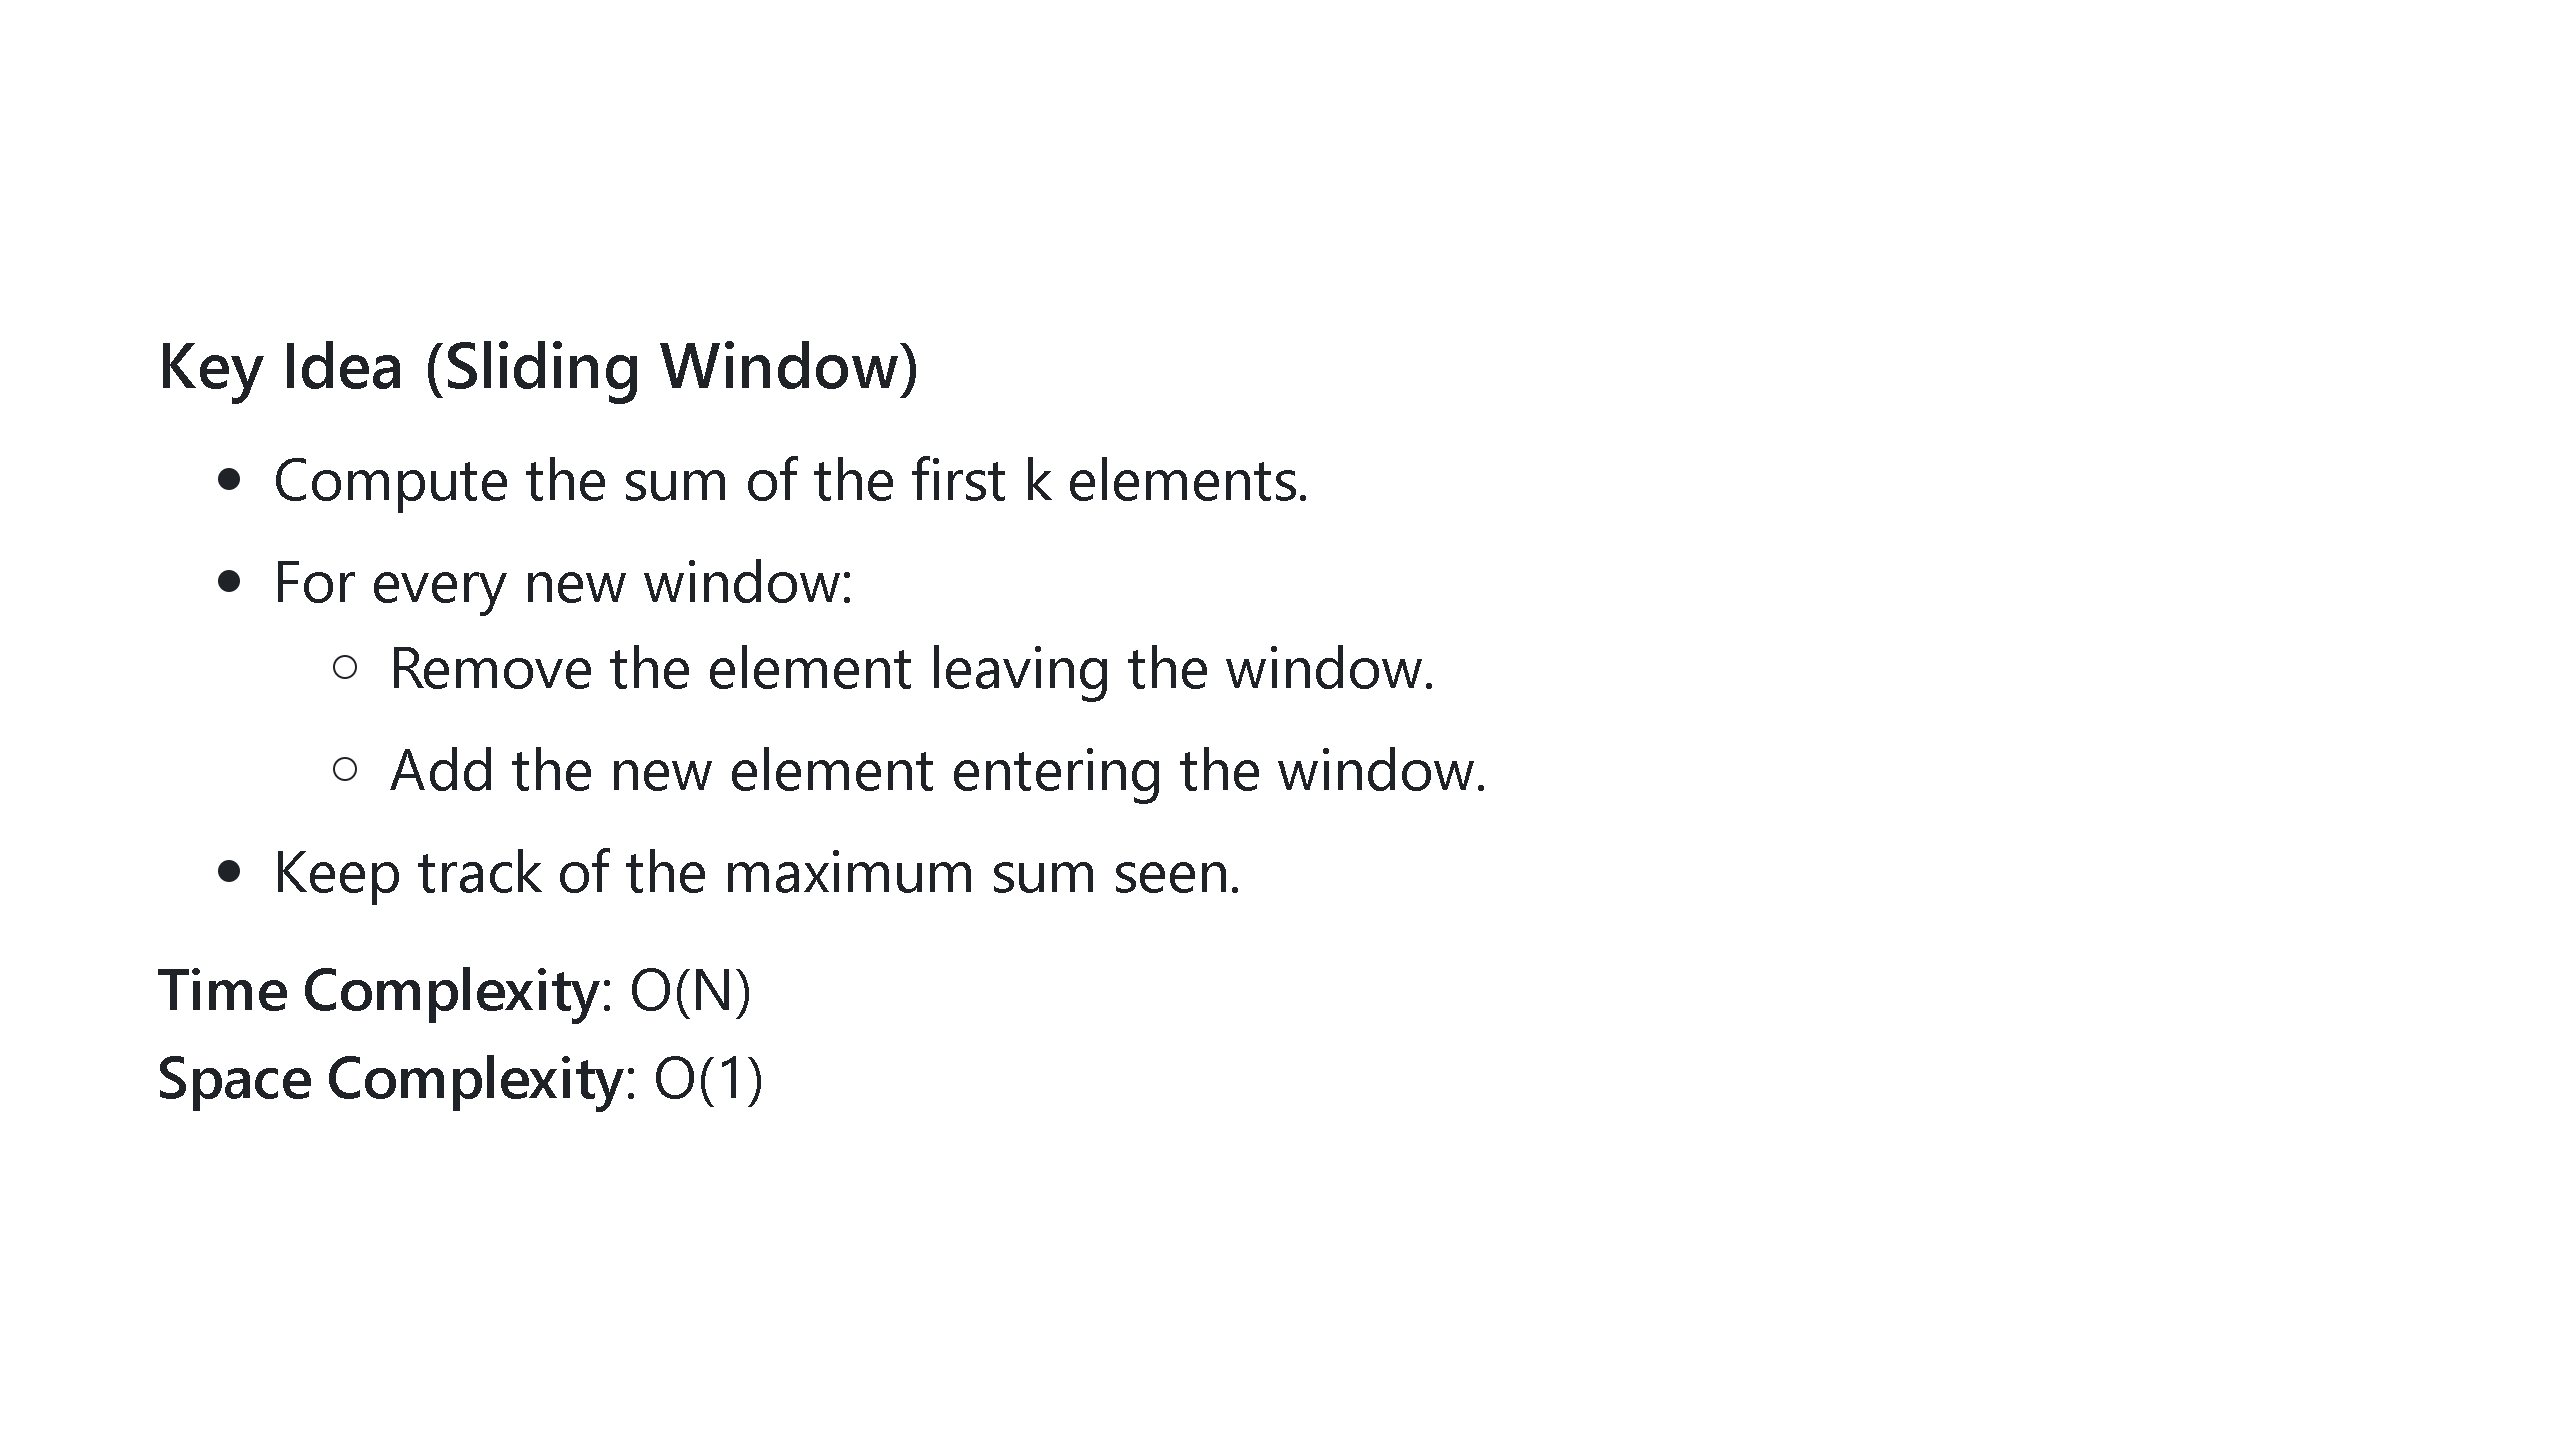 Key Idea (Sliding Window)
• Compute the sum of the first k elements.
• For every new window:
○ Remove the element leaving the window.
○ Add the new element entering the window.
• Keep track of the maximum sum seen.
Time Complexity: O(N)
Space Complexity: O(1)